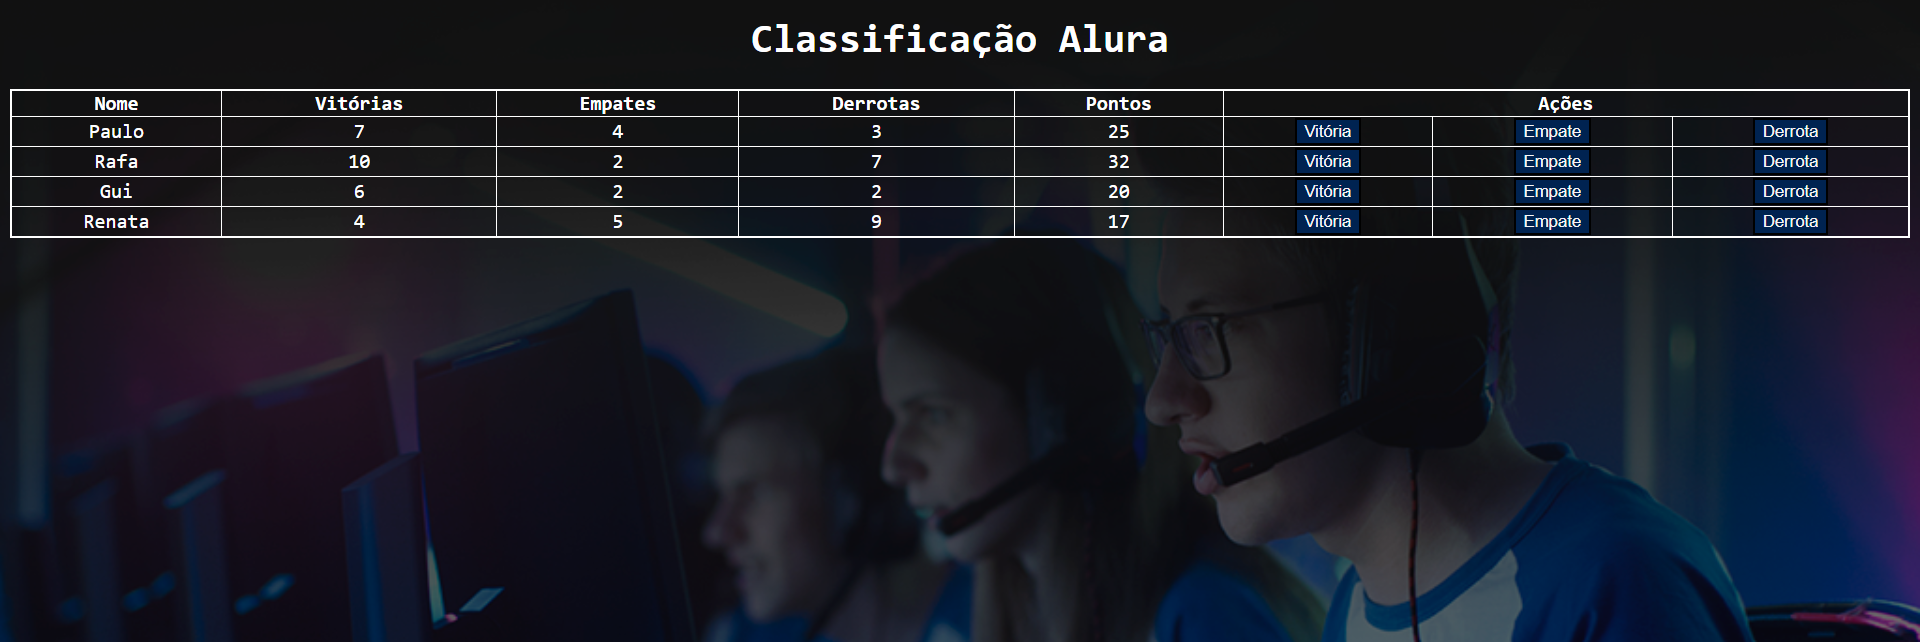 Classificação Alura
Nome Vitórias Empates Derrotas Pontos Ações
Paulo 7 4 3 25 Vitória Empate Derrota
Rafa 10 2 7 32 Vitória Empate Derrota
Gui 6 2 2 20 Vitória Empate Derrota
Renata 4 5 9 17 Vitória Empate Derrota